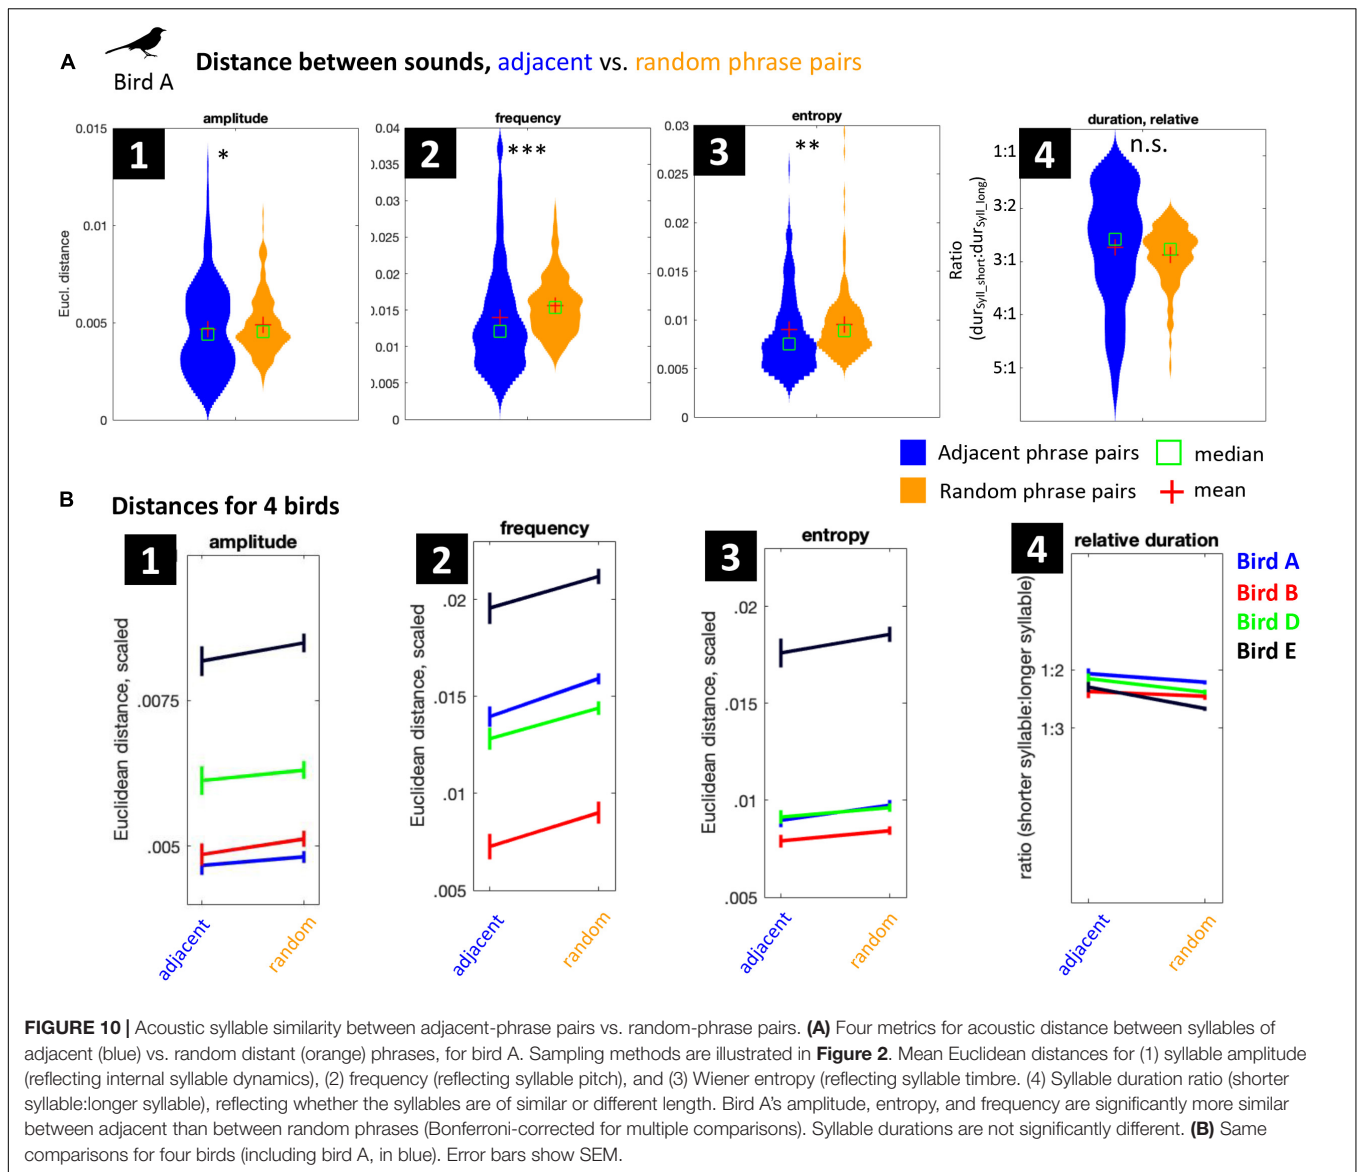 A
Bird A
Distance between sounds, adjacent vs. random phrase pairs
amplitude
1
*
0.015
0.01
0.005
0
Eucl. distance
frequency
2
***
0.04
0.035
0.03
0.025
0.02
0.015
0.01
0.005
0
entropy
3
**
0.03
0.025
0.02
0.015
0.01
0.005
0
duration, relative
4
n.s.
1:1
3:2
3:1
4:1
5:1
Ratio
(durSyll_short:durSyll_long)
Adjacent phrase pairs
median
Random phrase pairs
mean
B
Distances for 4 birds
1
amplitude
Euclidean distance, scaled
.0075
.005
adjacent
random
2
frequency
Euclidean distance, scaled
.02
.015
.01
.005
adjacent
random
3
entropy
Euclidean distance, scaled
.02
.015
.01
.005
adjacent
random
4
relative duration
ratio (shorter syllable:longer syllable)
1:2
1:3
adjacent
random
Bird A
Bird B
Bird D
Bird E
FIGURE 10 | Acoustic syllable similarity between adjacent-phrase pairs vs. random-phrase pairs. (A) Four metrics for acoustic distance between syllables of
adjacent (blue) vs. random distant (orange) phrases, for bird A. Sampling methods are illustrated in Figure 2. Mean Euclidean distances for (1) syllable amplitude
(reflecting internal syllable dynamics), (2) frequency (reflecting syllable pitch), and (3) Wiener entropy (reflecting syllable timbre. (4) Syllable duration ratio (shorter
syllable:longer syllable), reflecting whether the syllables are of similar or different length. Bird A's amplitude, entropy, and frequency are significantly more similar
between adjacent than between random phrases (Bonferroni-corrected for multiple comparisons). Syllable durations are not significantly different. (B) Same
comparisons for four birds (including bird A, in blue). Error bars show SEM.